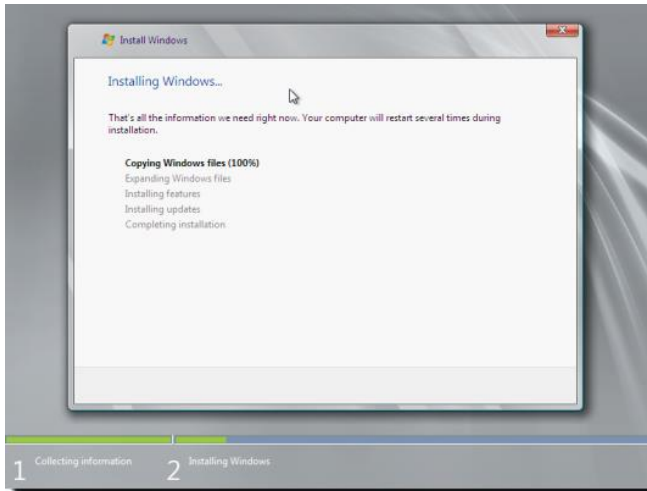 Install Windows
Installing Windows...
That's all the information we need right now. Your computer will restart several times during
installation.
Copying Windows files (100%)
Expanding Windows files
Installing features
Installing updates
Completing installation
1 Collecting information 2 Installing Windows